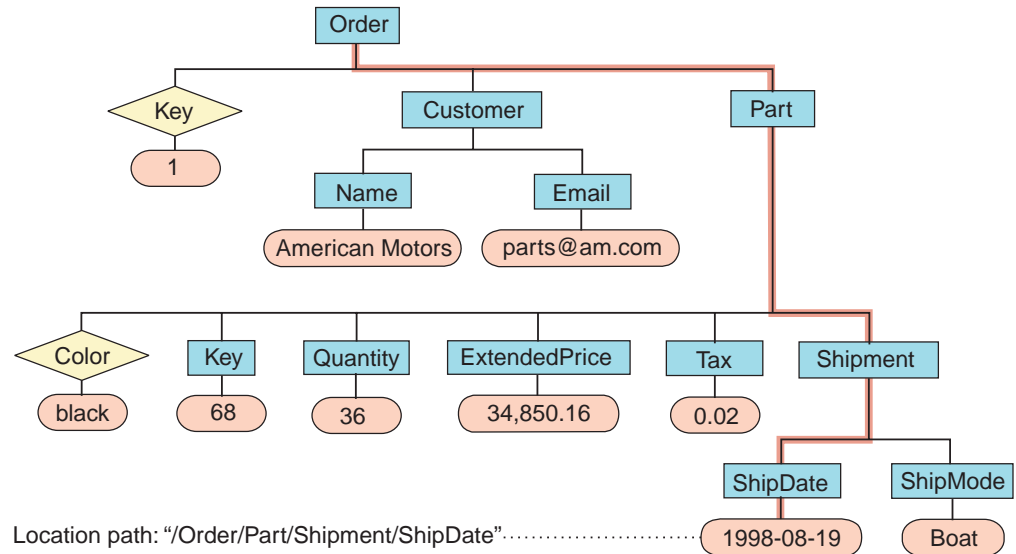 Order
Key
Customer
Part
1
Name
Email
American Motors
parts@am.com
Color
Key
Quantity
ExtendedPrice
Tax
Shipment
black
68
36
34,850.16
0.02
ShipDate
ShipMode
Location path: “/Order/Part/Shipment/ShipDate”
1998-08-19
Boat